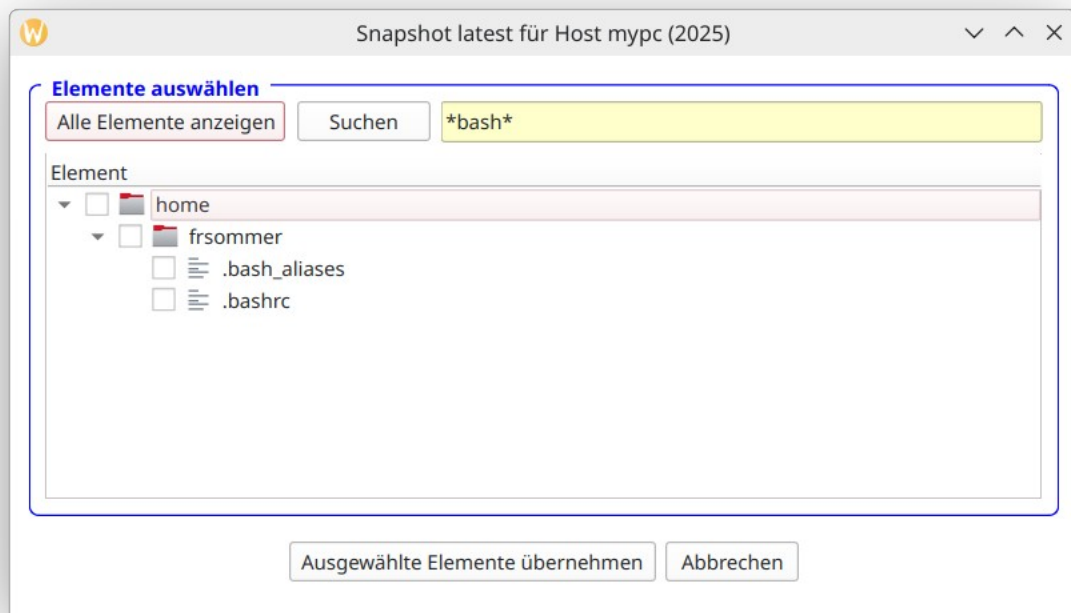 Snapshot latest für Host mypc (2025)
Elemente auswählen
Alle Elemente anzeigen Suchen *bash*
Element
home
frsommer
.bash_aliases
.bashrc
Ausgewählte Elemente übernehmen Abbrechen